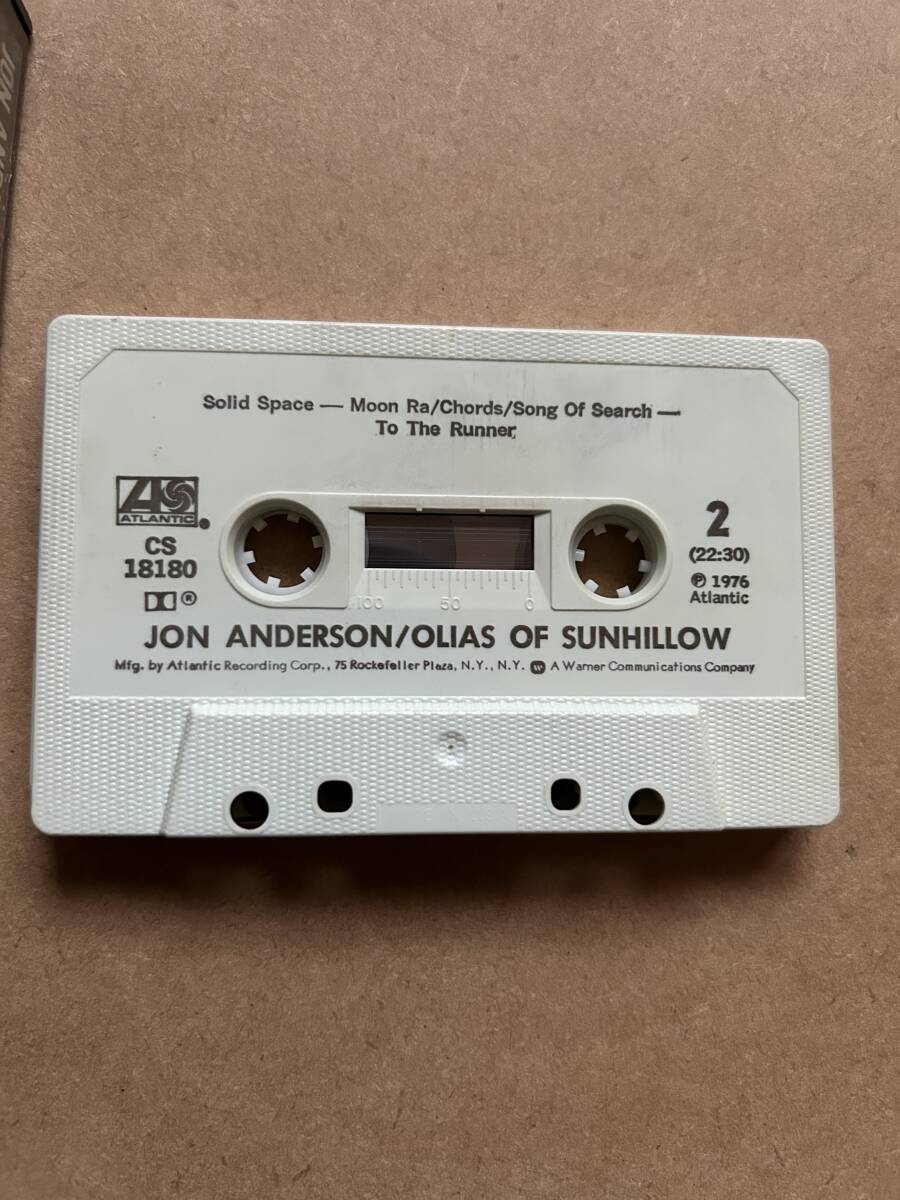 JON AN
Solid Space — Moon Ra/Chords/Song Of Search —
To The Runner
ATLANTIC
CS
18180
®
2
(22:30)
℗ 1976
Atlantic
100 50 0
JON ANDERSON/OLIAS OF SUNHILLOW
Mfg. by Atlantic Recording Corp., 75 Rockefeller Plaza, N.Y., N.Y. A Warner Communications Company